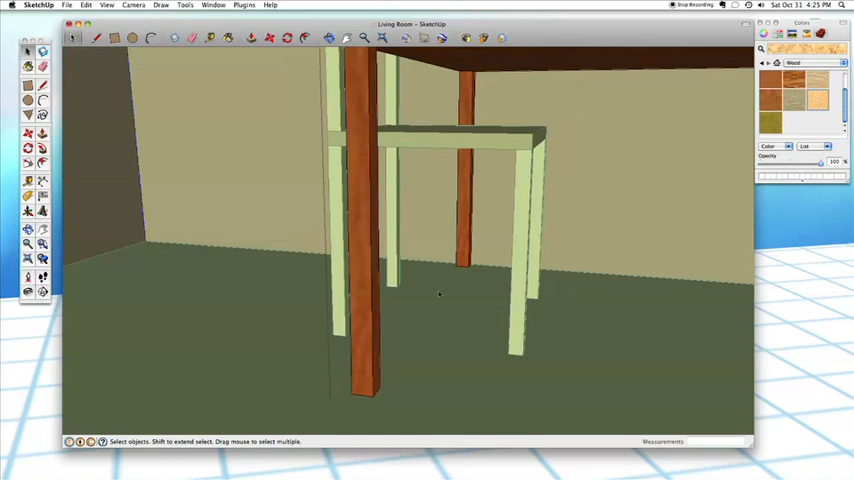 SketchUp File Edit View Camera Draw Tools Window Plugins Help
Stop Recording Sat Oct 31 4:25 PM
Living Room - SketchUp
Colors
Wood
Color List
Opacity
100
Select objects. Shift to extend select. Drag mouse to select multiple.
Measurements